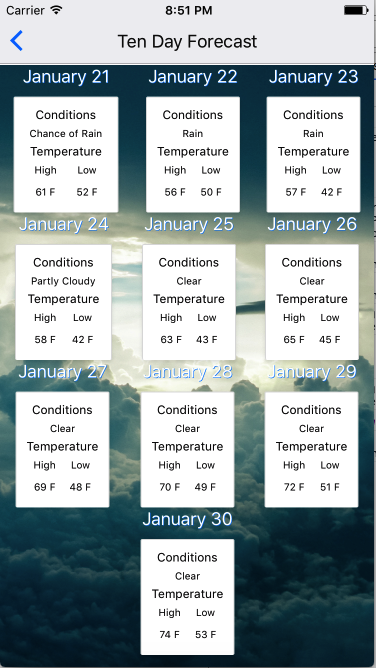 Carrier 8:51 PM
Ten Day Forecast
January 21 January 22 January 23
Conditions Conditions Conditions
Chance of Rain Rain Rain
Temperature Temperature Temperature
High Low High Low High Low
61 F 52 F 56 F 50 F 57 F 42 F
January 24 January 25 January 26
Conditions Conditions Conditions
Partly Cloudy Clear Clear
Temperature Temperature Temperature
High Low High Low High Low
58 F 42 F 63 F 43 F 65 F 45 F
January 27 January 28 January 29
Conditions Conditions Conditions
Clear Clear Clear
Temperature Temperature Temperature
High Low High Low High Low
69 F 48 F 70 F 49 F 72 F 51 F
January 30
Conditions
Clear
Temperature
High Low
74 F 53 F